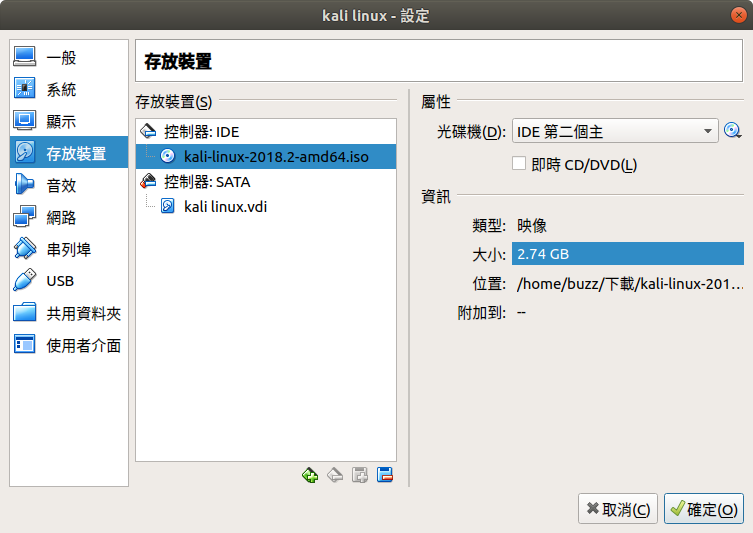 kali linux - 設定
一般
系統
顯示
存放裝置
音效
網路
串列埠
USB
共用資料夾
使用者介面
存放裝置
存放裝置(S)
控制器: IDE
kali-linux-2018.2-amd64.iso
控制器: SATA
kali linux.vdi
屬性
光碟機(D): IDE 第二個主
即時 CD/DVD(L)
資訊
類型: 映像
大小: 2.74 GB
位置: /home/buzz/下載/kali-linux-201...
附加到: --
取消(C) 確定(O)